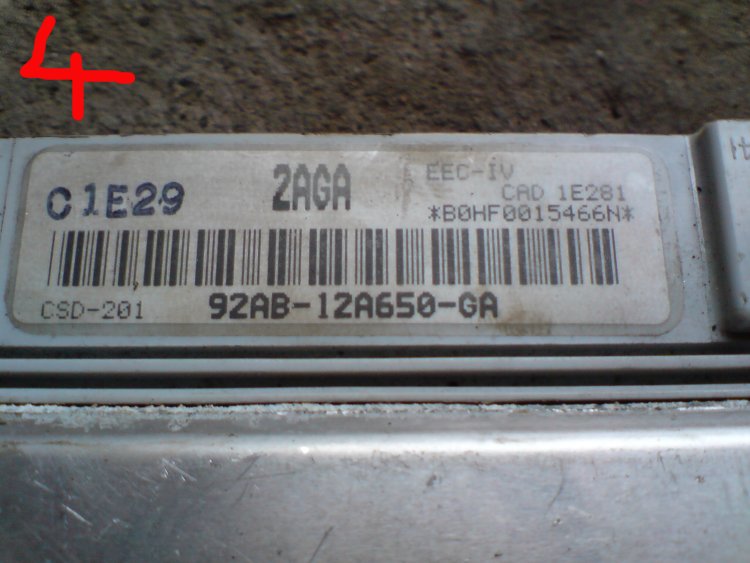 4
C1E29
2AGA
EEC-IV
CAD 1E281
*B0HF0015466N*
CSD-201
92AB-12A650-GA